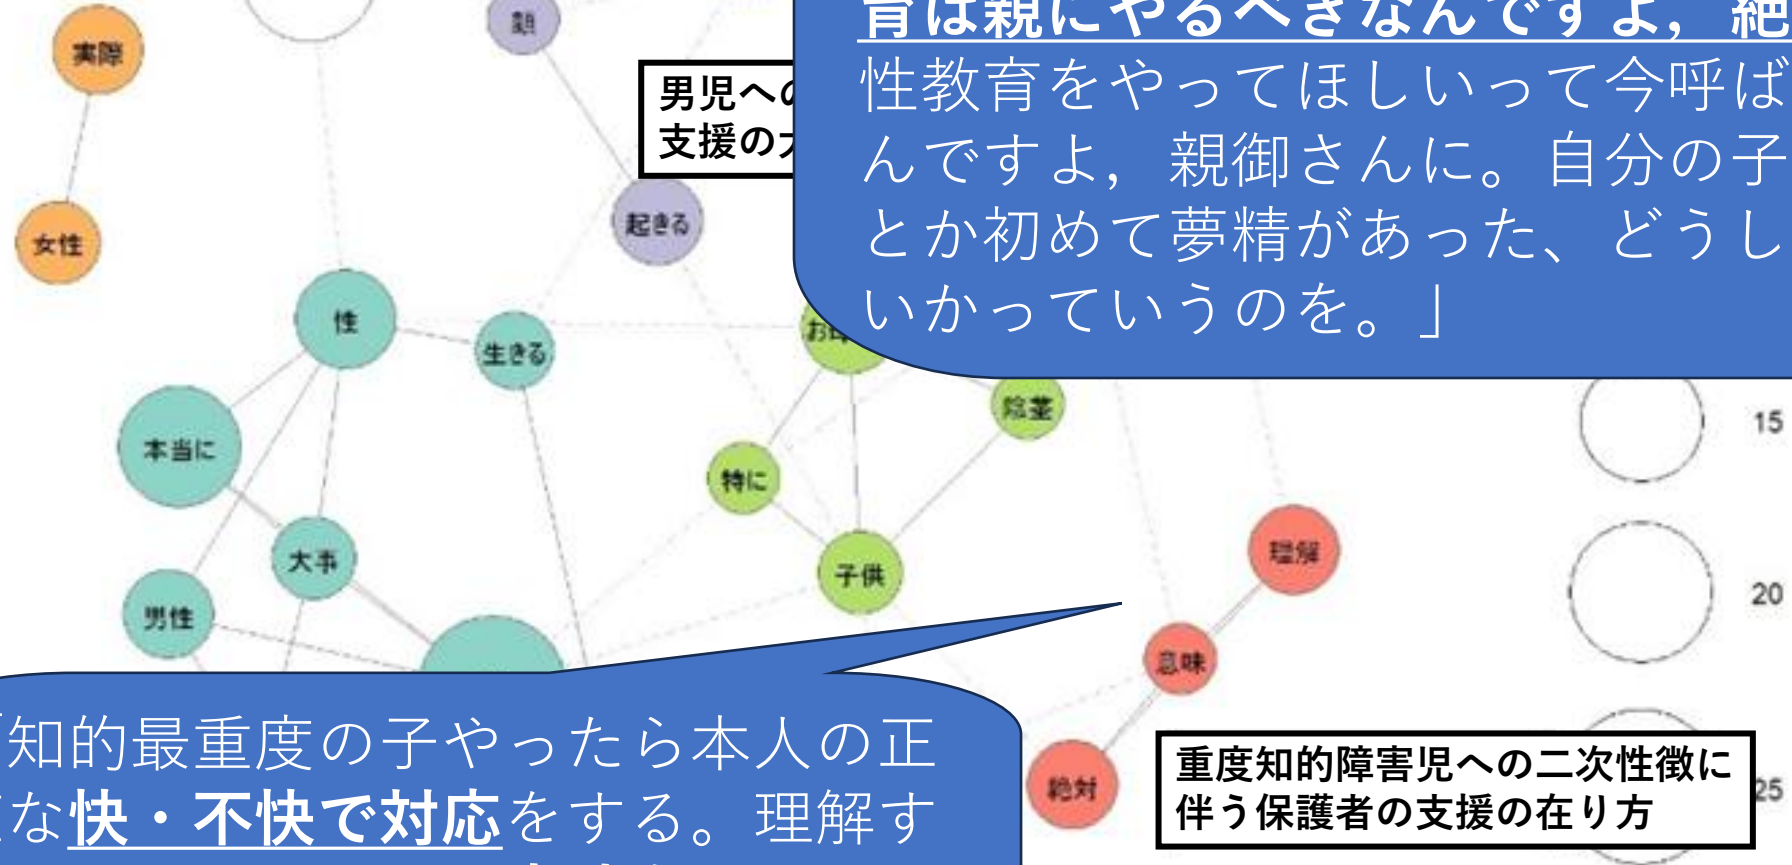 実際
親
育は親にやるべきなんですよ，絶
男児への
支援の
性教育をやってほしいって今呼ば
んですよ，親御さんに。自分の子
とか初めて夢精があった、どうし
いかっていうのを。」
女性
起きる
性
生きる
陰茎
15
本当に
特に
大事
子供
理解
20
男性
意味
「知的最重度の子やったら本人の正
な快・不快で対応をする。理解す
絶対
重度知的障害児への二次性徴に
伴う保護者の支援の在り方
25